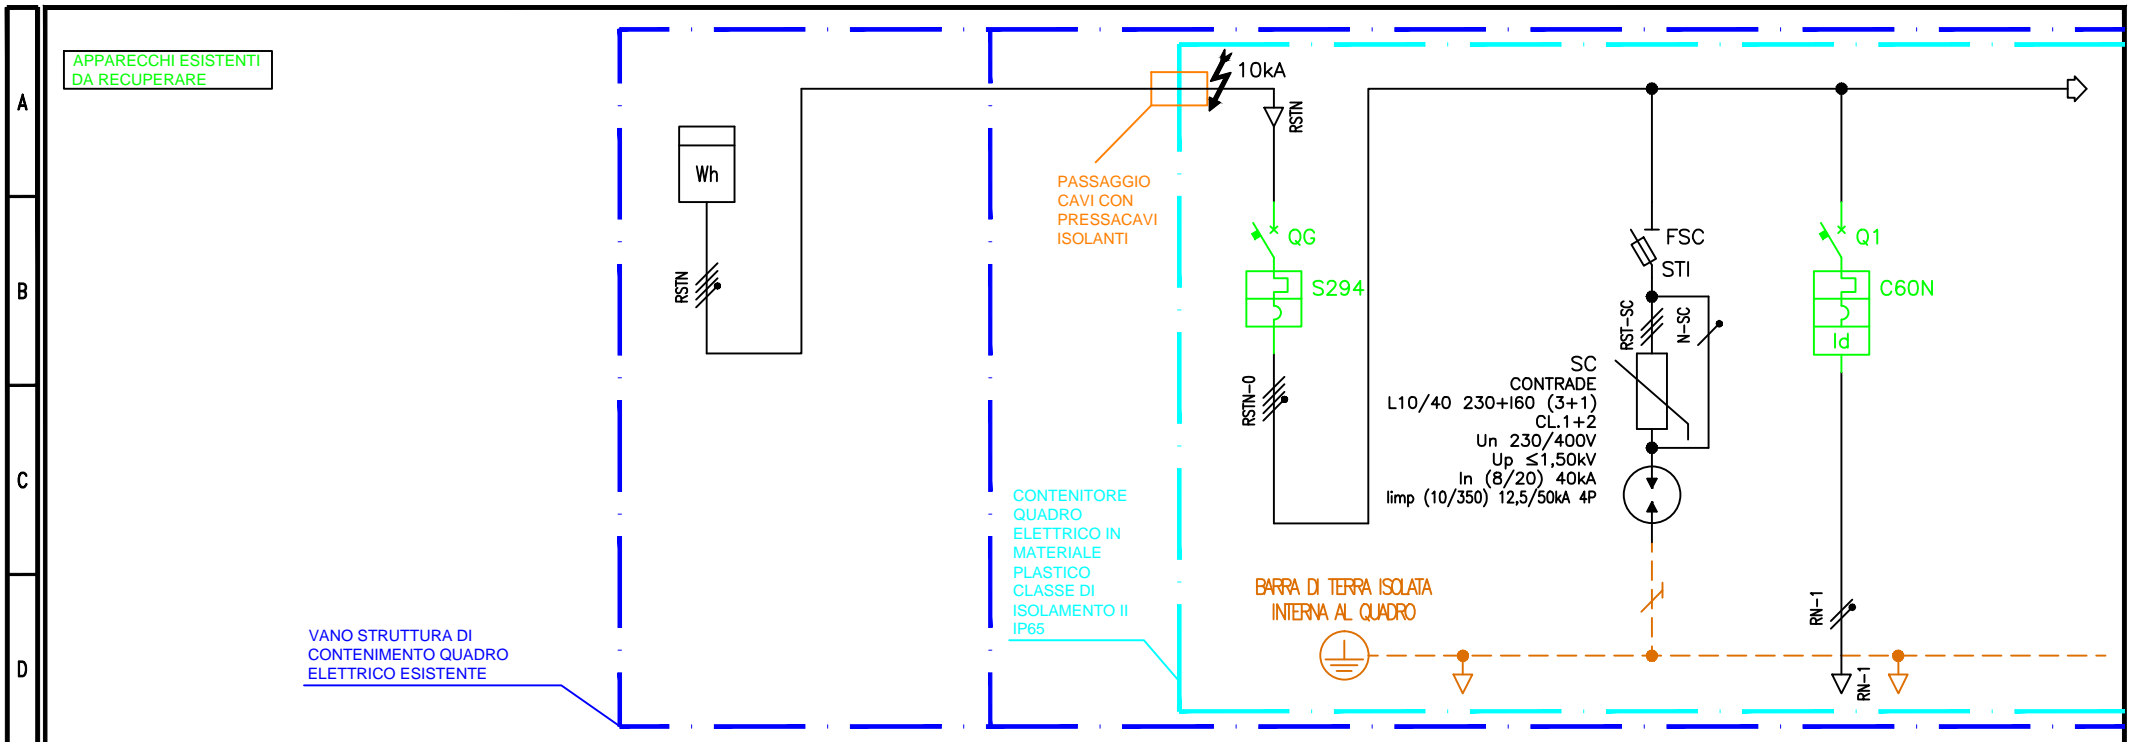 A
B
C
D
APPARECCHI ESISTENTI
DA RECUPERARE
Wh
RSTN
10kA
RSTN
PASSAGGIO
CAVI CON
PRESSACAVI
ISOLANTI
QG
S294
RSTN-0
FSC
STI
RST-SC
N-SC
SC
CONTRADE
L10/40 230+I60 (3+1)
CL.1+2
Un 230/400V
Up ≤1,50kV
In (8/20) 40kA
Iimp (10/350) 12,5/50kA 4P
Q1
C60N
Id
RN-1
RN-1
CONTENITORE
QUADRO
ELETTRICO IN
MATERIALE
PLASTICO
CLASSE DI
ISOLAMENTO II
IP65
BARRA DI TERRA ISOLATA
INTERNA AL QUADRO
VANO STRUTTURA DI
CONTENIMENTO QUADRO
ELETTRICO ESISTENTE